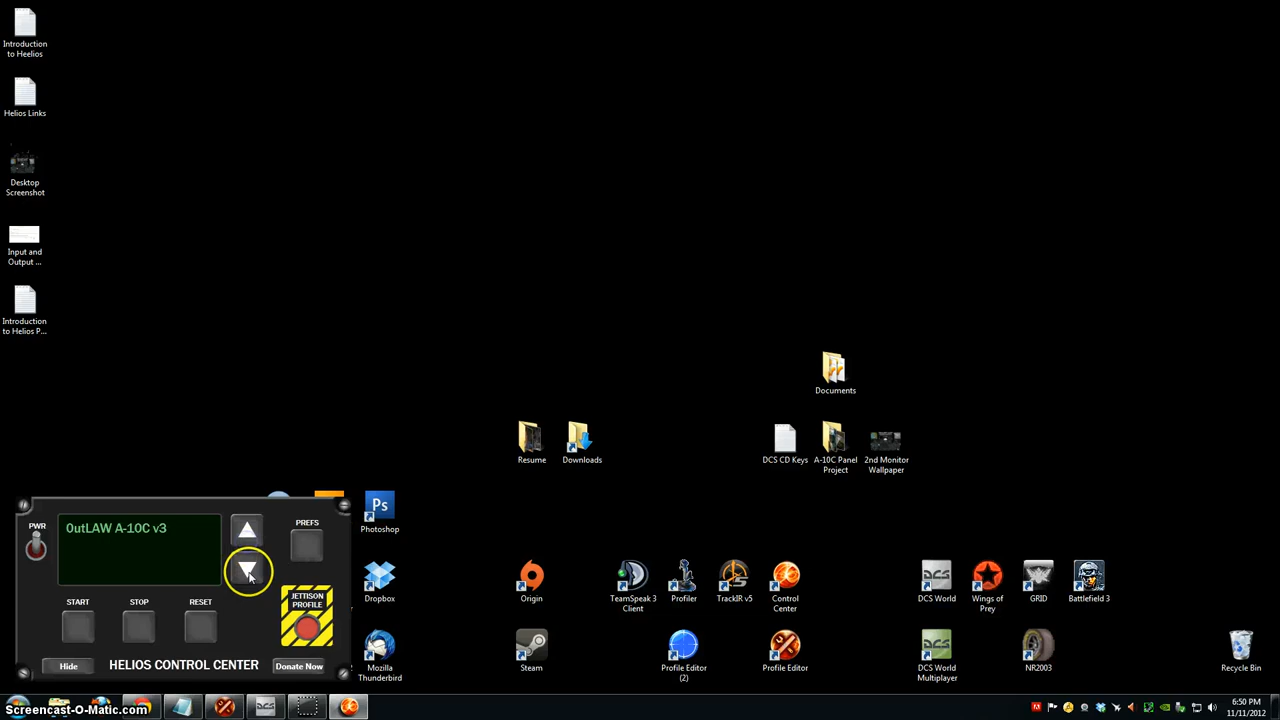 Introduction
to Heelios
Helios Links
Desktop
Screenshot
Input and
Output ...
Introduction
to Helios P...
Documents
Resume
Downloads
DCS CD Keys
A-10C Panel
Project
2nd Monitor
Wallpaper
Ps
Photoshop
PWR
OutLAW A-10C v3
PREFS
START
STOP
RESET
JETTISON
PROFILE
Hide
HELIOS CONTROL CENTER
Donate Now
Dropbox
Origin
TeamSpeak 3
Client
Profiler
TrackIR v5
Control
Center
DCS
DCS World
Wings of
Prey
GRID
Battlefield 3
Mozilla
Thunderbird
Steam
Profile Editor
(2)
Profile Editor
DCS
DCS World
Multiplayer
NR2003
Recycle Bin
Screencast-O-Matic.com
DCS
6:50 PM
11/11/2012